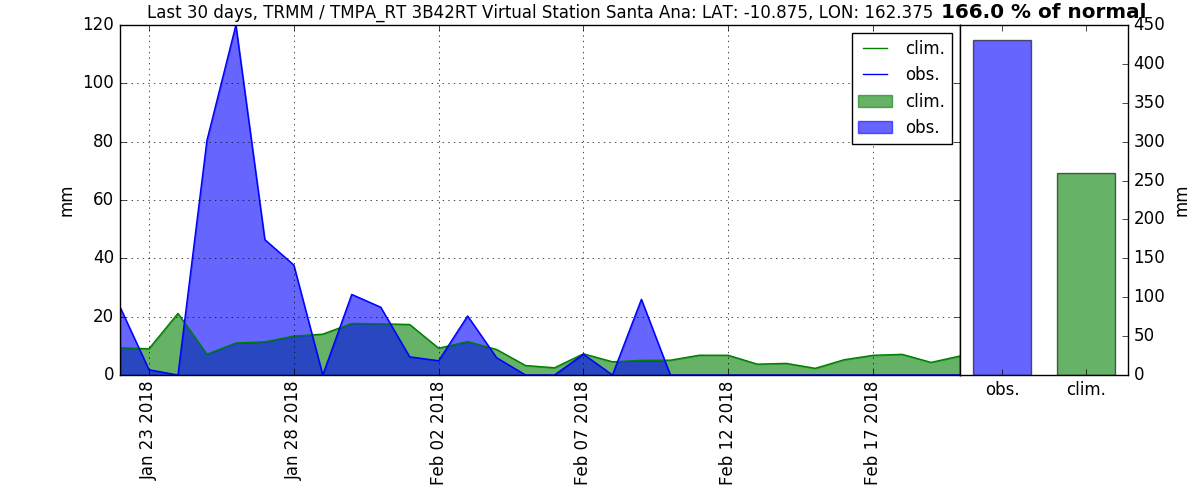 Last 30 days, TRMM / TMPA_RT 3B42RT Virtual Station Santa Ana: LAT: -10.875, LON: 162.375 166.0 % of normal
120
100
80
60
40
20
0
mm
clim.
obs.
clim.
obs.
Jan 23 2018
Jan 28 2018
Feb 02 2018
Feb 07 2018
Feb 12 2018
Feb 17 2018
450
400
350
300
250
200
150
100
50
0
mm
obs.
clim.